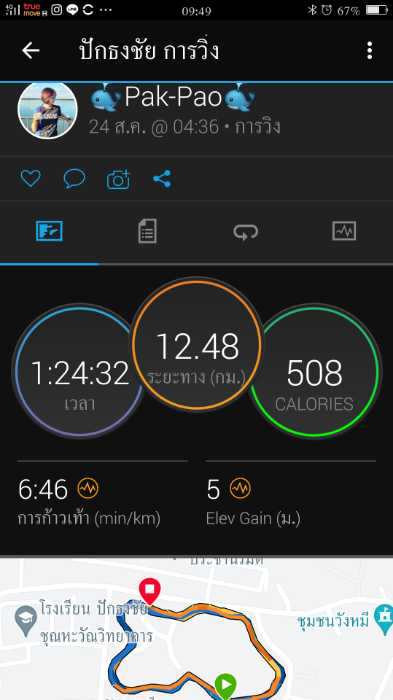 4G true
move H
09:49
67%
ปักธงชัย การวิ่ง
Pak-Pao
24 ส.ค. @ 04:36 • การวิ่ง
1:24:32
เวลา
12.48
ระยะทาง (กม.)
508
CALORIES
6:46
การก้าวเท้า (min/km)
5
Elev Gain (ม.)
โรงเรียน ปักธงชัย
ชุณหะวัณวิทยาคาร
ชุมชนวังหมี